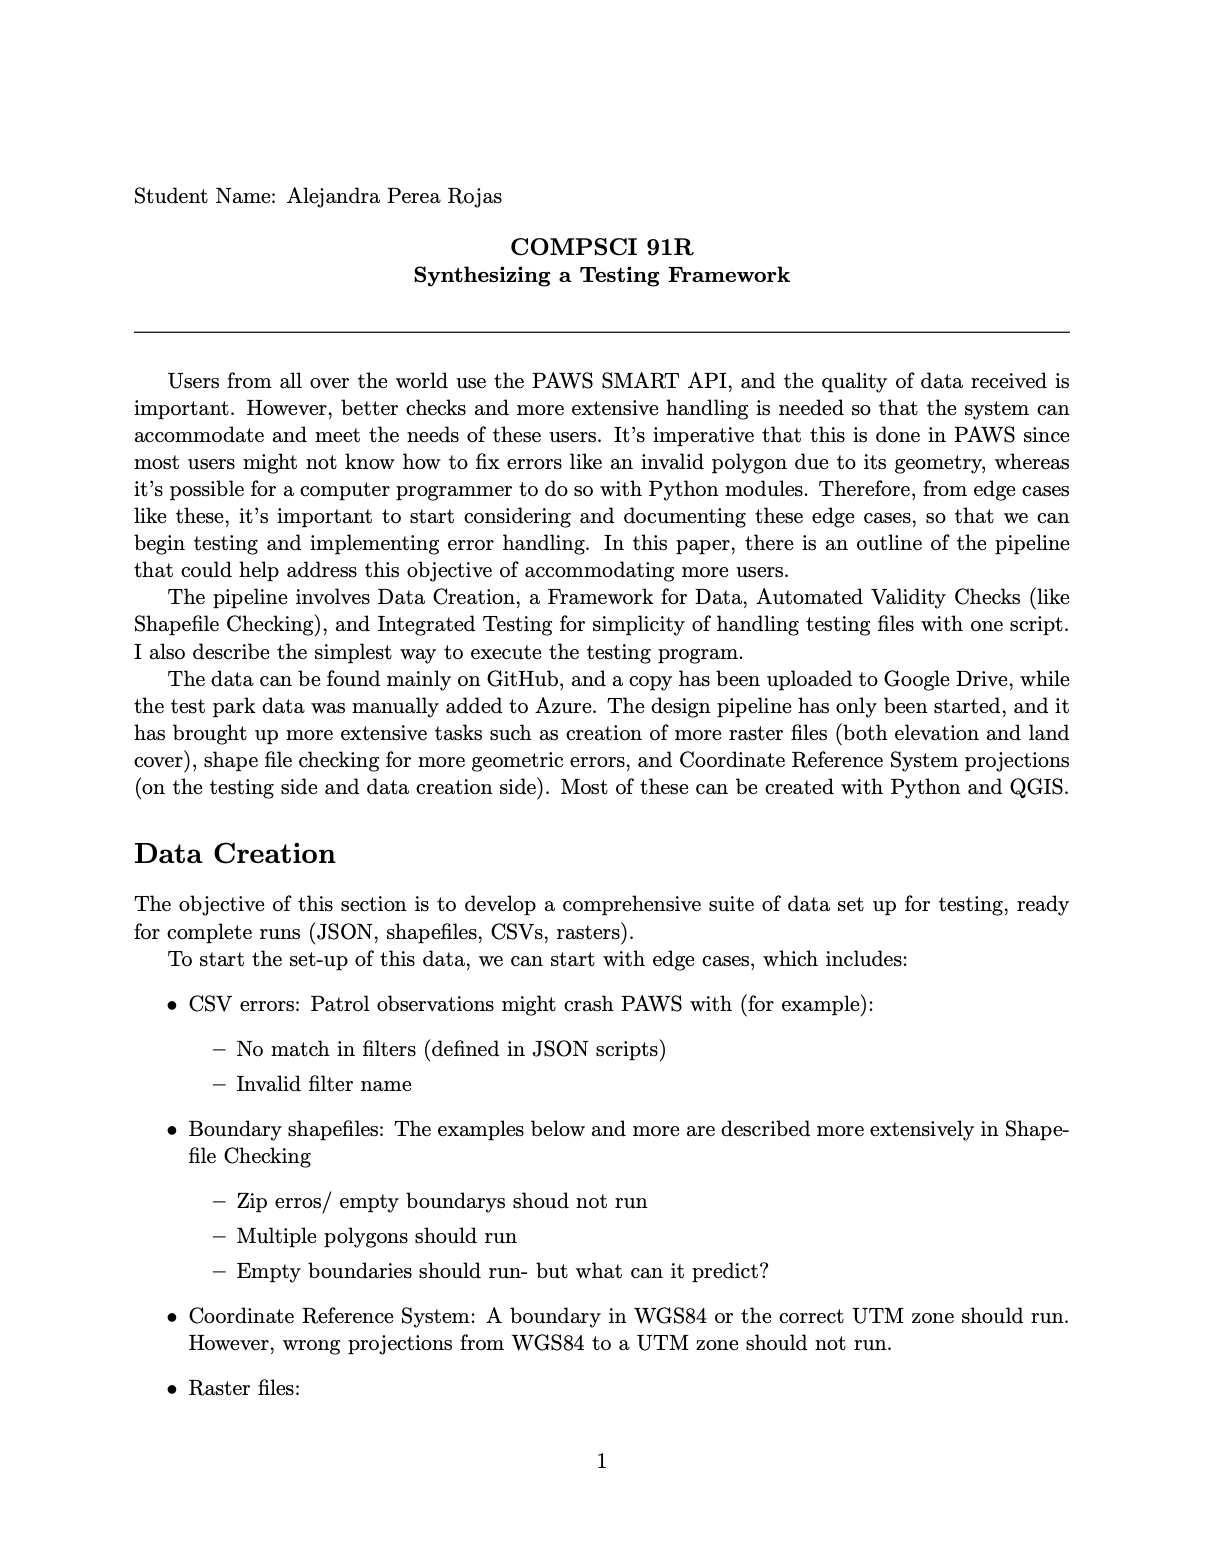 Student Name: Alejandra Perea Rojas
COMPSCI 91R
Synthesizing a Testing Framework
Users from all over the world use the PAWS SMART API, and the quality of data received is
important. However, better checks and more extensive handling is needed so that the system can
accommodate and meet the needs of these users. It's imperative that this is done in PAWS since
most users might not know how to fix errors like an invalid polygon due to its geometry, whereas
it's possible for a computer programmer to do so with Python modules. Therefore, from edge cases
like these, it's important to start considering and documenting these edge cases, so that we can
begin testing and implementing error handling. In this paper, there is an outline of the pipeline
that could help address this objective of accommodating more users.
The pipeline involves Data Creation, a Framework for Data, Automated Validity Checks (like
Shapefile Checking), and Integrated Testing for simplicity of handling testing files with one script.
I also describe the simplest way to execute the testing program.
The data can be found mainly on GitHub, and a copy has been uploaded to Google Drive, while
the test park data was manually added to Azure. The design pipeline has only been started, and it
has brought up more extensive tasks such as creation of more raster files (both elevation and land
cover), shape file checking for more geometric errors, and Coordinate Reference System projections
(on the testing side and data creation side). Most of these can be created with Python and QGIS.
Data Creation
The objective of this section is to develop a comprehensive suite of data set up for testing, ready
for complete runs (JSON, shapefiles, CSVs, rasters).
To start the set-up of this data, we can start with edge cases, which includes:
• CSV errors: Patrol observations might crash PAWS with (for example):
– No match in filters (defined in JSON scripts)
– Invalid filter name
• Boundary shapefiles: The examples below and more are described more extensively in Shape-
file Checking
– Zip erros/ empty boundarys shoud not run
– Multiple polygons should run
– Empty boundaries should run- but what can it predict?
• Coordinate Reference System: A boundary in WGS84 or the correct UTM zone should run.
However, wrong projections from WGS84 to a UTM zone should not run.
• Raster files:
1